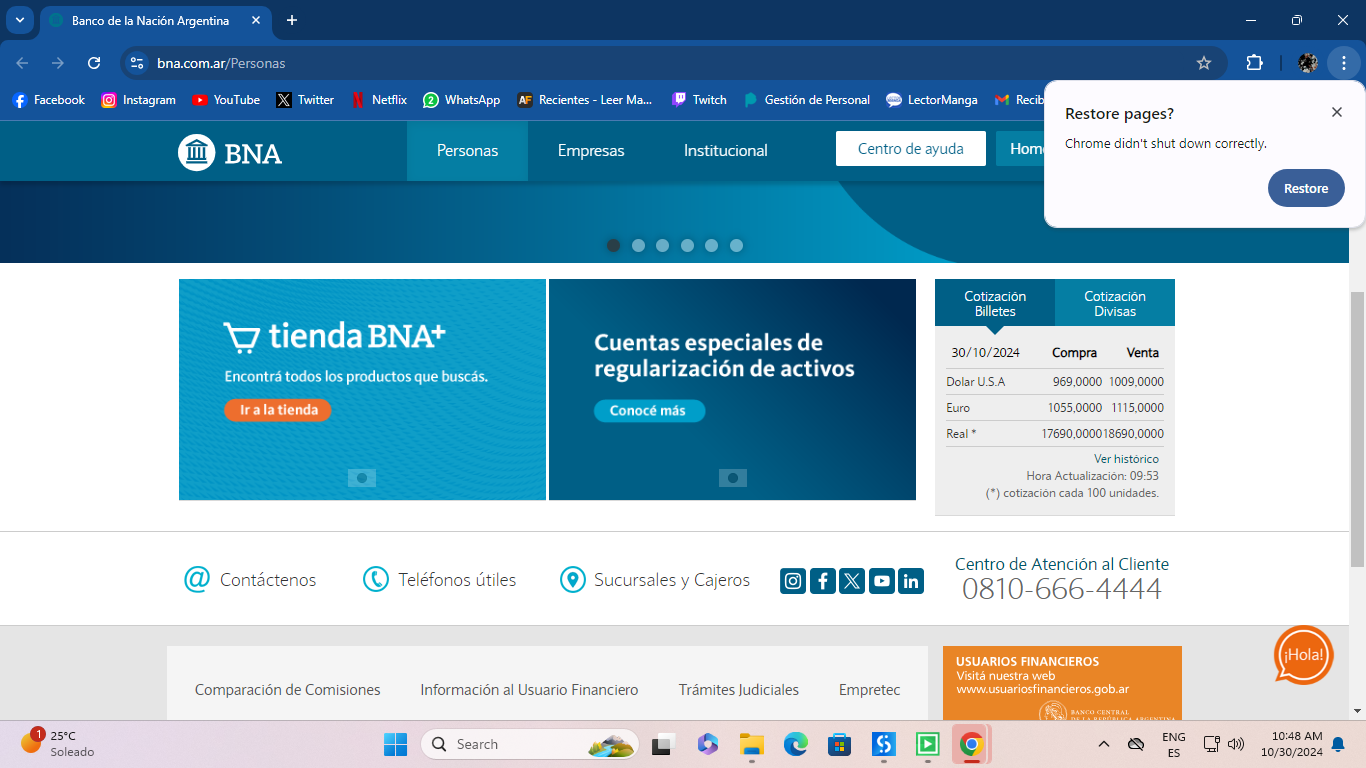 Banco de la Nación Argentina
bna.com.ar/Personas
Facebook
Instagram
YouTube
Twitter
Netflix
2
WhatsApp
AF
Recientes - Leer Ma...
Twitch
Gestión de Personal
LectorManga
Recib
Restore pages?
Chrome didn't shut down correctly.
Restore
BNA
Personas
Empresas
Institucional
Centro de ayuda
Home
tienda BNA+
Encontrá todos los productos que buscás.
Ir a la tienda
Cuentas especiales de
regularización de activos
Conocé más
Cotización
Billetes
Cotización
Divisas
30/10/2024 Compra Venta
Dolar U.S.A 969,0000 1009,0000
Euro 1055,0000 1115,0000
Real * 17690,0000 18690,0000
Ver histórico
Hora Actualización: 09:53
(*) cotización cada 100 unidades.
Contáctenos
Teléfonos útiles
Sucursales y Cajeros
Centro de Atención al Cliente
0810-666-4444
¡Hola!
Comparación de Comisiones
Información al Usuario Financiero
Trámites Judiciales
Empretec
USUARIOS FINANCIEROS
Visitá nuestra web
www.usuariosfinancieros.gob.ar
BANCO CENTRAL
DE LA REPÚBLICA ARGENTINA
1
25°C
Soleado
Search
ENG
ES
10:48 AM
10/30/2024